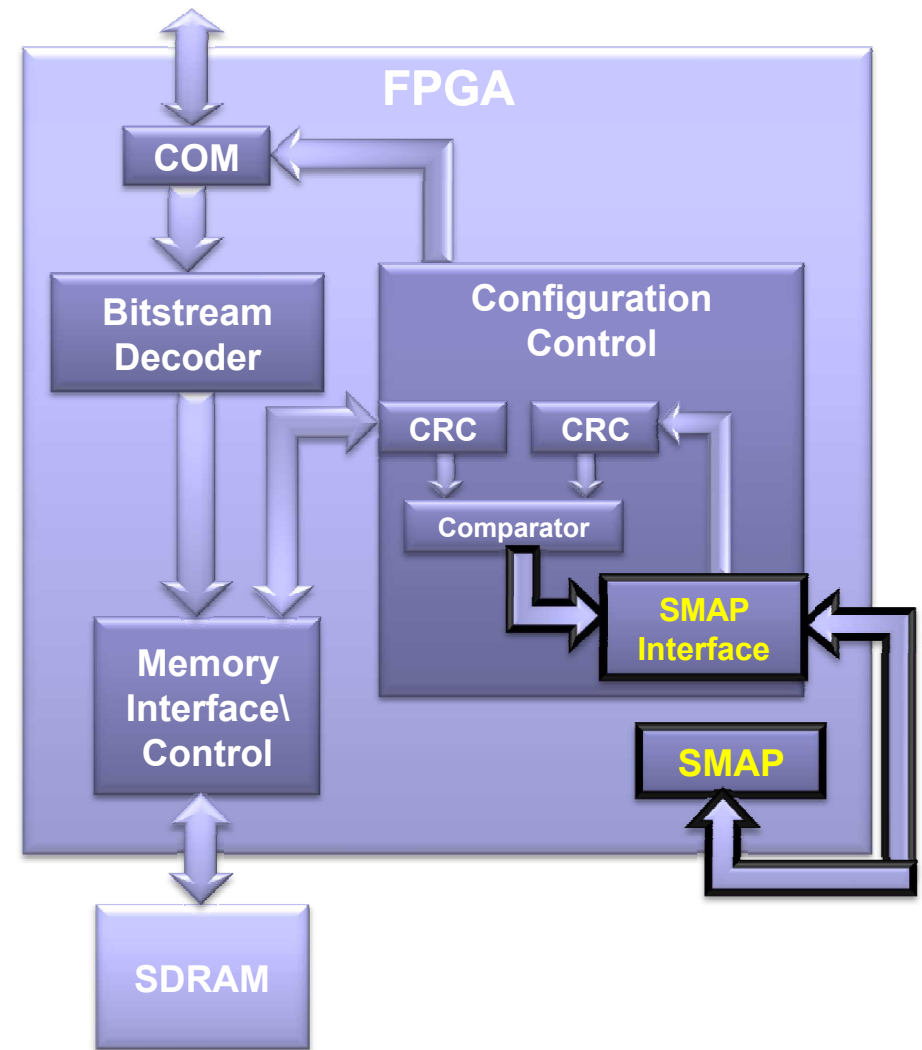 FPGA
COM
Bitstream
Decoder
Configuration
Control
CRC
CRC
Comparator
SMAP
Interface
Memory
Interface\
Control
SMAP
SDRAM